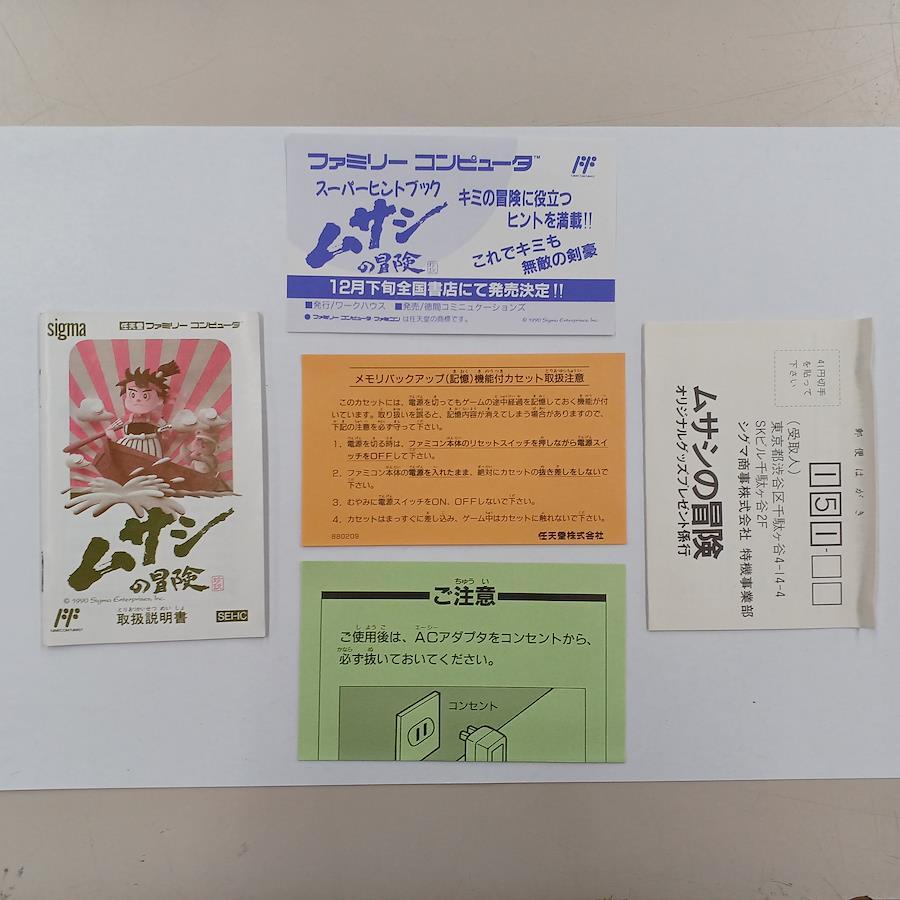 sigma
任天堂 ファミリー コンピュータ™
ムサシ
の冒険
© 1990 Sigma Enterprises, Inc.
FAMICOM FAMILY
とりあつかいせつめいしょ
取扱説明書
SEHC
ファミリー コンピュータ™
スーパーヒントブック
ムサシ
の冒険
キミの冒険に役立つ
ヒントを満載!!
これでキミも
無敵の剣豪
12月下旬全国書店にて発売決定!!
■発行/ワークハウス ■発売/徳間コミュニケーションズ
●ファミリーコンピュータ・ファミコンは任天堂の商標です。
© 1990 Sigma Enterprises, Inc.
メモリバックアップ(記憶)機能付カセット取扱注意
このカセットには、電源を切ってもゲームの途中経過を記憶しておく機能が付
いています。取り扱いを誤ると、記憶内容が消えてしまう場合がありますので、
下記の注意を必ず守って下さい。
1. 電源を切る時は、ファミコン本体のリセットスイッチを押しながら電源スイ
ッチをOFFして下さい。
2. ファミコン本体の電源を入れたまま、絶対にカセットの抜き差しをしないで
下さい。
3. むやみに電源スイッチをON、OFFしないで下さい。
4. カセットはまっすぐに差し込み、ゲーム中はカセットに触れないで下さい。
880209
任天堂株式会社
ちゅう い
ご注意
ご使用後は、ACアダプタをコンセントから、
必ず抜いておいてください。
コンセント
郵便はがき
150-
41円切手
を貼って
下さい
(受取人)
東京都渋谷区千駄ヶ谷4-14-4
SKビル千駄ヶ谷2F
シグマ商事株式会社 特機事業部
ムサシの冒険
オリジナルグッズプレゼント係行